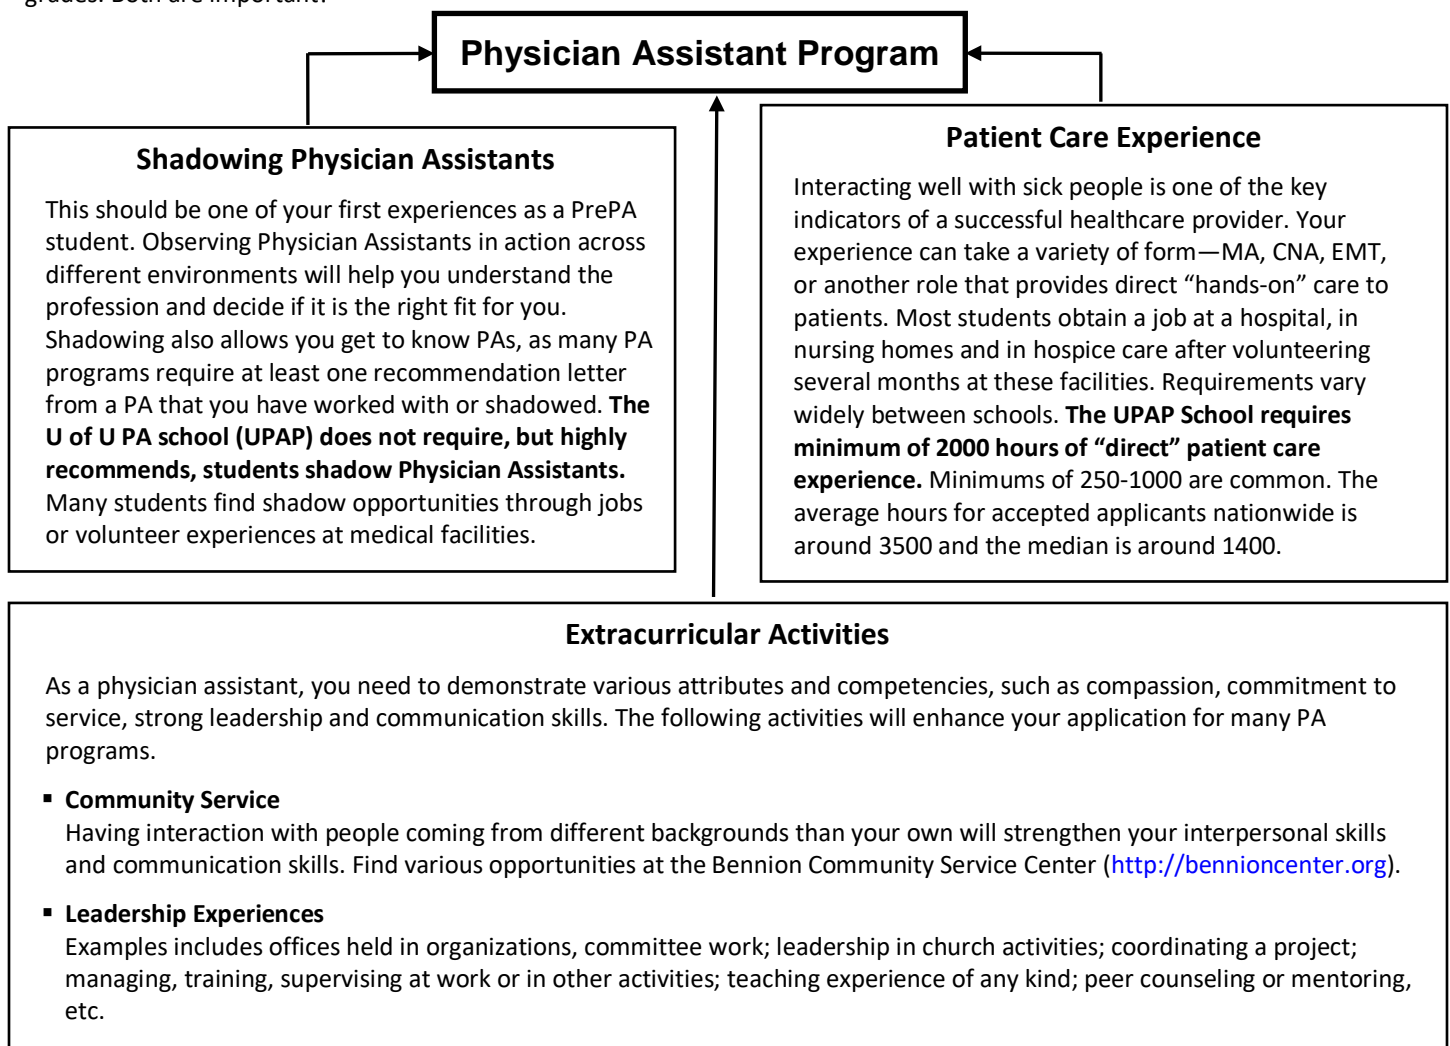 grades. Both are important!
Physician Assistant Program
Shadowing Physician Assistants
This should be one of your first experiences as a PrePA
student. Observing Physician Assistants in action across
different environments will help you understand the
profession and decide if it is the right fit for you.
Shadowing also allows you get to know PAs, as many PA
programs require at least one recommendation letter
from a PA that you have worked with or shadowed. The
U of U PA school (UPAP) does not require, but highly
recommends, students shadow Physician Assistants.
Many students find shadow opportunities through jobs
or volunteer experiences at medical facilities.
Patient Care Experience
Interacting well with sick people is one of the key
indicators of a successful healthcare provider. Your
experience can take a variety of form—MA, CNA, EMT,
or another role that provides direct “hands-on” care to
patients. Most students obtain a job at a hospital, in
nursing homes and in hospice care after volunteering
several months at these facilities. Requirements vary
widely between schools. The UPAP School requires
minimum of 2000 hours of “direct” patient care
experience. Minimums of 250-1000 are common. The
average hours for accepted applicants nationwide is
around 3500 and the median is around 1400.
Extracurricular Activities
As a physician assistant, you need to demonstrate various attributes and competencies, such as compassion, commitment to
service, strong leadership and communication skills. The following activities will enhance your application for many PA
programs.
▪ Community Service
Having interaction with people coming from different backgrounds than your own will strengthen your interpersonal skills
and communication skills. Find various opportunities at the Bennion Community Service Center (http://bennioncenter.org).
▪ Leadership Experiences
Examples includes offices held in organizations, committee work; leadership in church activities; coordinating a project;
managing, training, supervising at work or in other activities; teaching experience of any kind; peer counseling or mentoring,
etc.